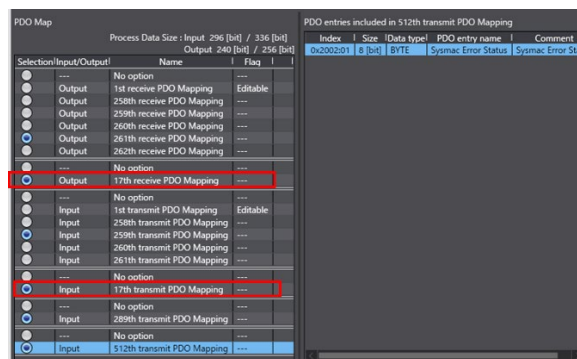 PDO Map
Process Data Size : Input 296 [bit] / 336 [bit]
Output 240 [bit] / 256 [bit]
Selection Input/Output Name Flag
--- No option ---
Output 1st receive PDO Mapping Editable
Output 258th receive PDO Mapping ---
Output 259th receive PDO Mapping ---
Output 260th receive PDO Mapping ---
Output 261th receive PDO Mapping ---
Output 262th receive PDO Mapping ---
--- No option ---
Output 17th receive PDO Mapping ---
--- No option ---
Input 1st transmit PDO Mapping Editable
Input 258th transmit PDO Mapping ---
Input 259th transmit PDO Mapping ---
Input 260th transmit PDO Mapping ---
Input 261th transmit PDO Mapping ---
--- No option ---
Input 17th transmit PDO Mapping ---
--- No option ---
Input 289th transmit PDO Mapping ---
--- No option ---
Input 512th transmit PDO Mapping ---
PDO entries included in 512th transmit PDO Mapping
Index Size Data type PDO entry name Comment
0x2002:01 8 [bit] BYTE Sysmac Error Status Sysmac Error Sta